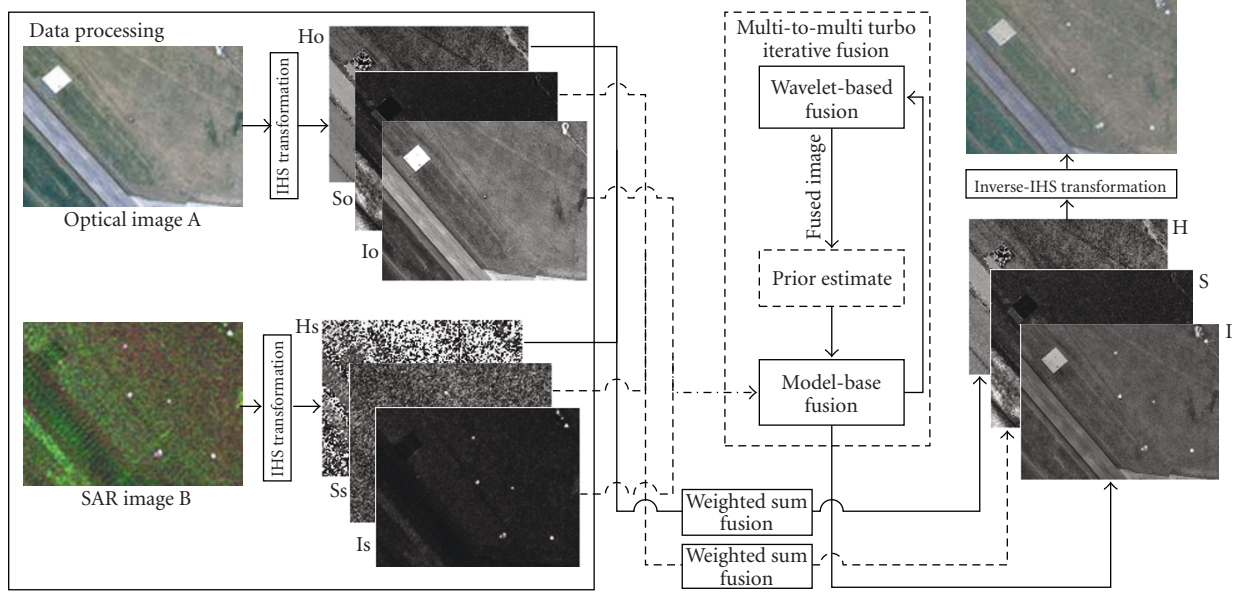 Data processing
Optical image A
IHS transformation
Ho
So
Io
SAR image B
IHS transformation
Hs
Ss
Is
Multi-to-multi turbo
iterative fusion
Wavelet-based
fusion
Fused image
Prior estimate
Model-base
fusion
Weighted sum
fusion
Weighted sum
fusion
Inverse-IHS transformation
H
S
I